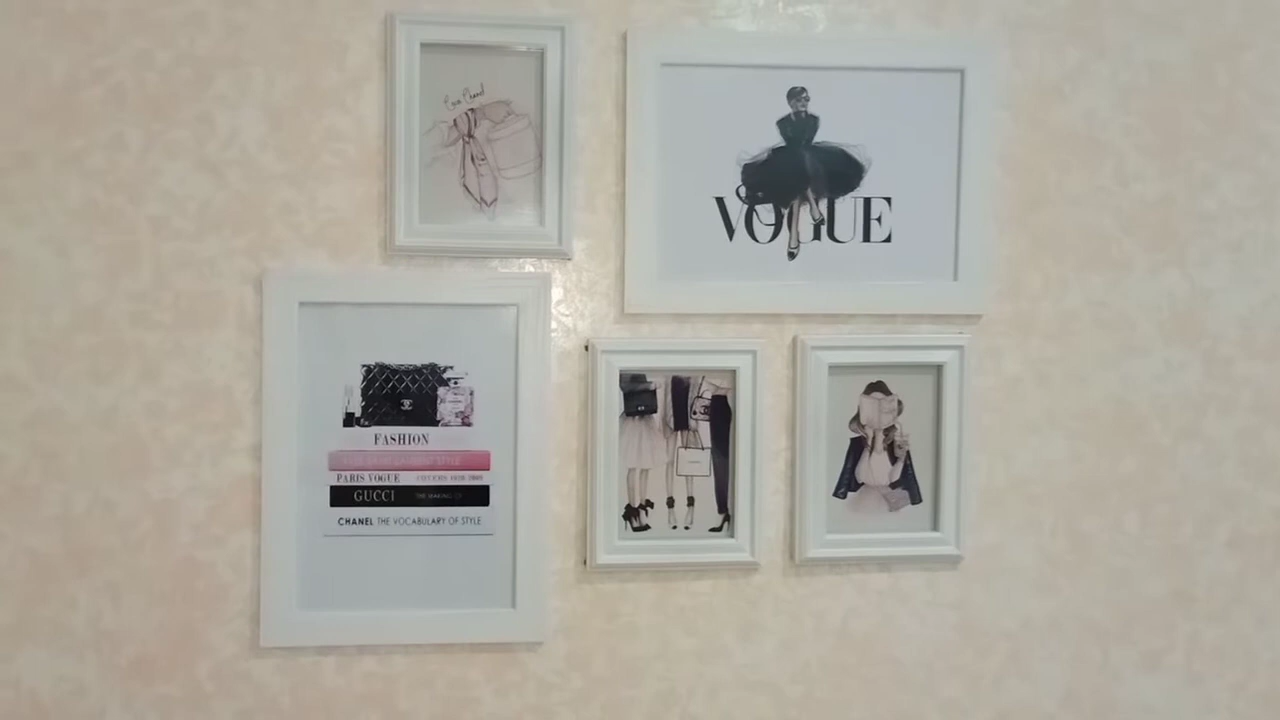 Coco Chanel
VOGUE
FASHION
PARIS VOGUE
GUCCI THE MAKING OF
CHANEL THE VOCABULARY OF STYLE